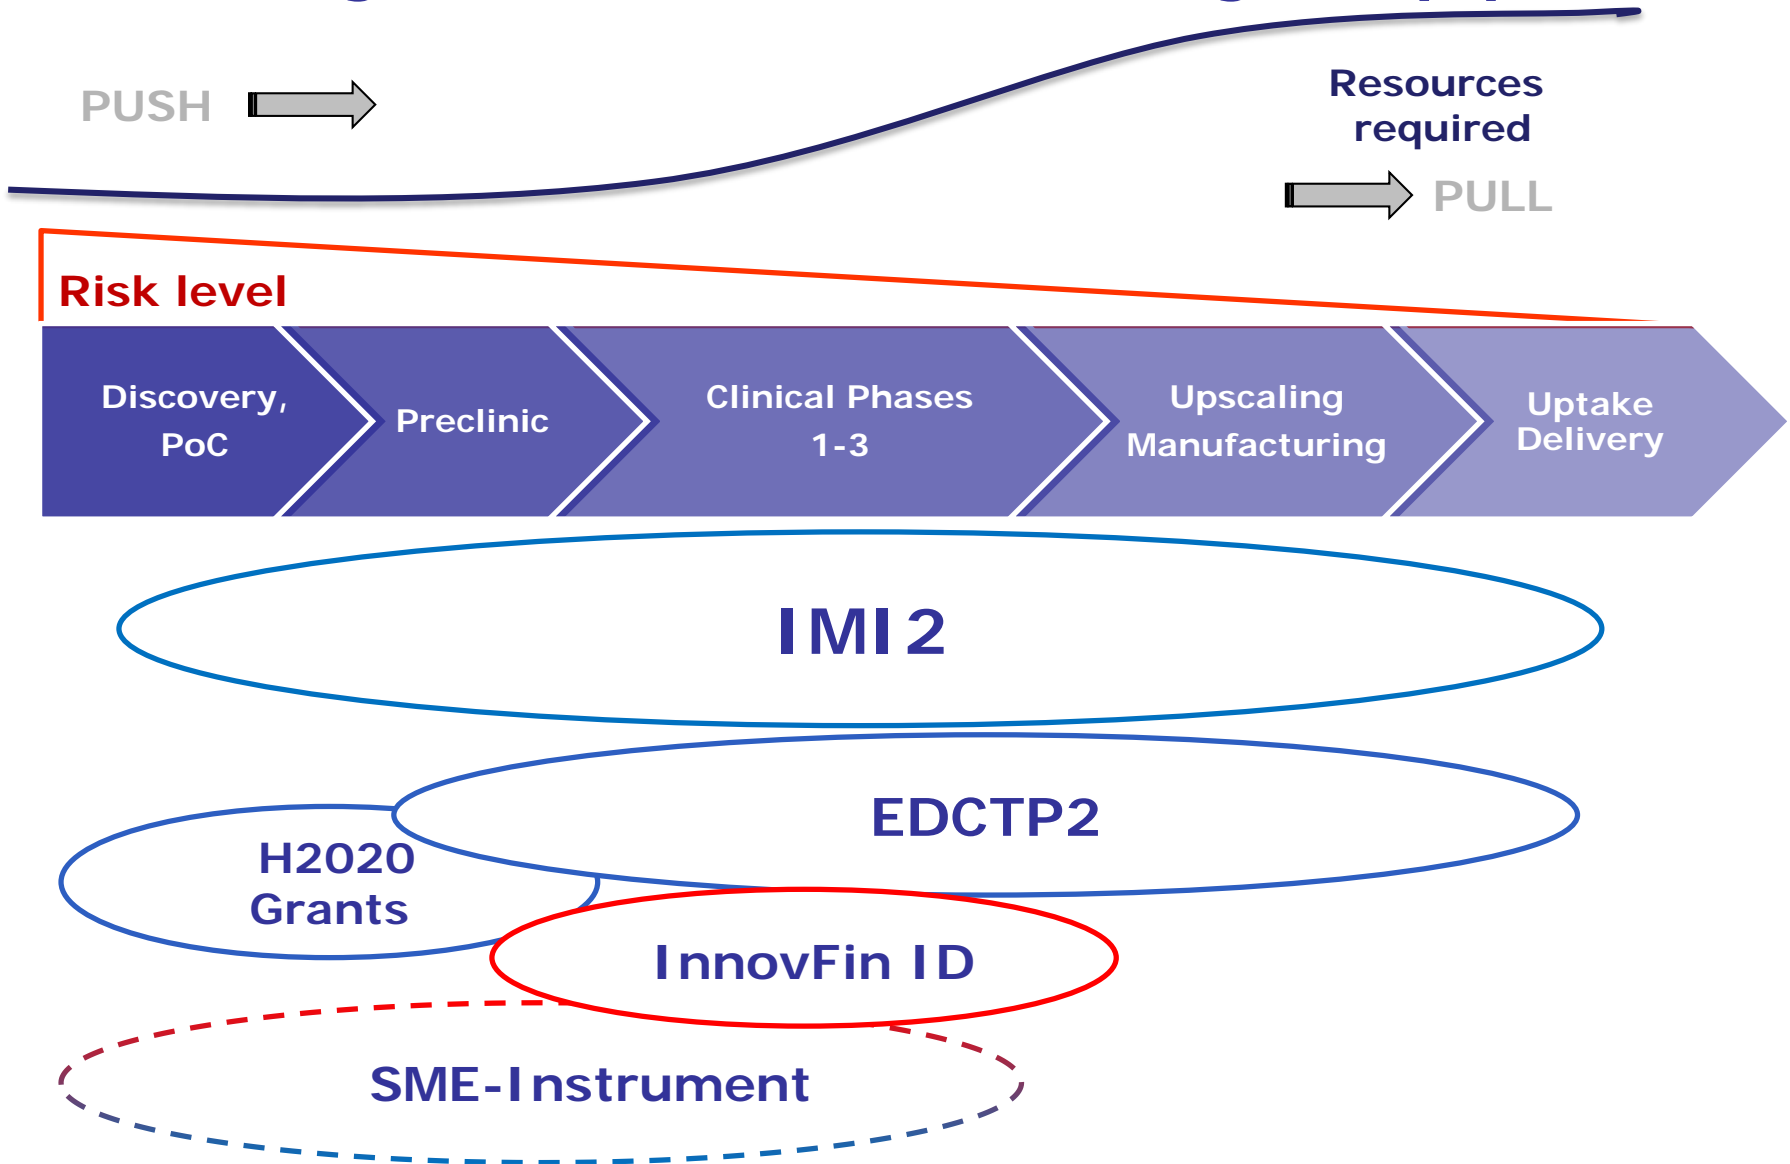 PUSH
Resources
required
PULL
Risk level
Discovery,
PoC
Preclinic
Clinical Phases
1-3
Upscaling
Manufacturing
Uptake
Delivery
IMI2
EDCTP2
H2020
Grants
InnovFin ID
SME-Instrument